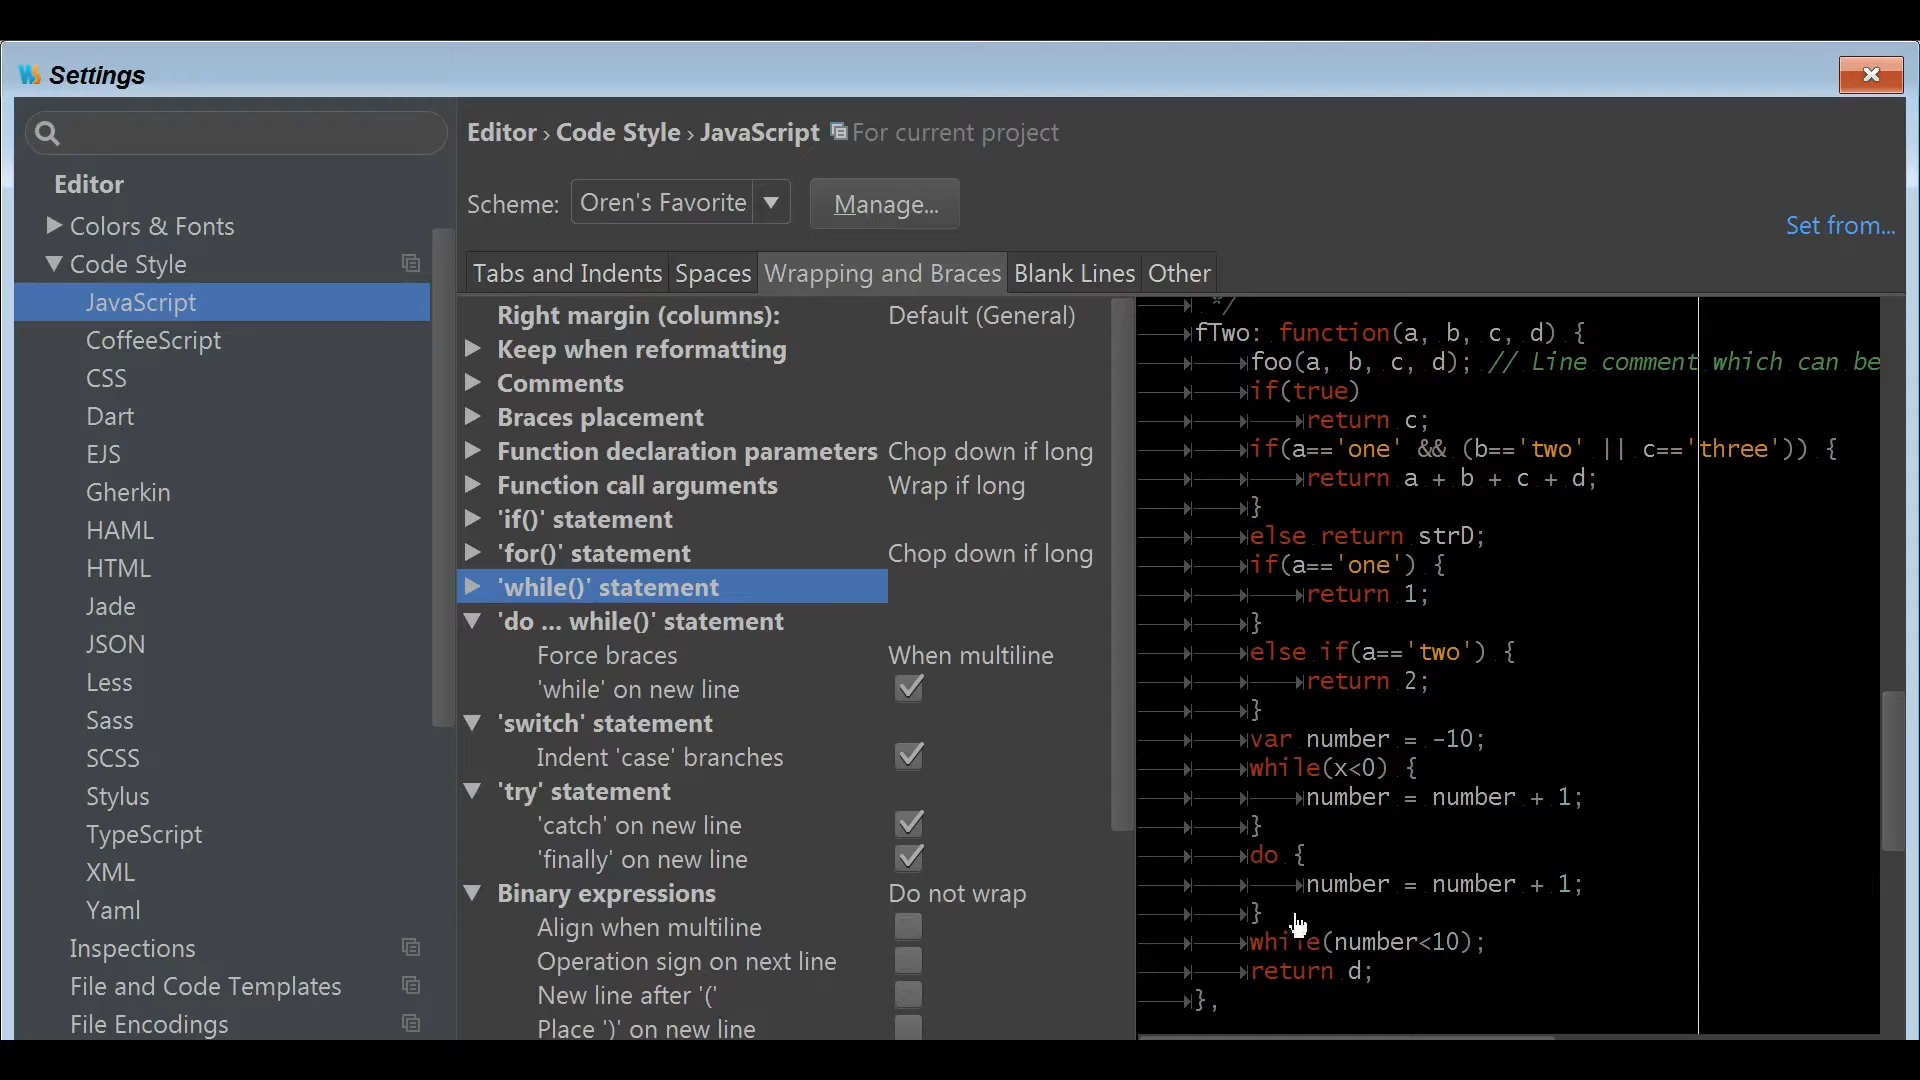 WS Settings
Editor
Colors & Fonts
Code Style
JavaScript
CoffeeScript
CSS
Dart
EJS
Gherkin
HAML
HTML
Jade
JSON
Less
Sass
SCSS
Stylus
TypeScript
XML
Yaml
Inspections
File and Code Templates
File Encodings
Editor › Code Style › JavaScript For current project
Scheme: Oren's Favorite Manage...
Set from...
Tabs and Indents Spaces Wrapping and Braces Blank Lines Other
Right margin (columns): Default (General)
Keep when reformatting
Comments
Braces placement
Function declaration parameters Chop down if long
Function call arguments Wrap if long
'if()' statement
'for()' statement Chop down if long
'while()' statement
'do ... while()' statement
Force braces When multiline
'while' on new line
'switch' statement
Indent 'case' branches
'try' statement
'catch' on new line
'finally' on new line
Binary expressions Do not wrap
Align when multiline
Operation sign on next line
New line after '('
Place ')' on new line
*/
fTwo: function(a, b, c, d) {
foo(a, b, c, d); // Line comment which can be
if(true)
return c;
if(a=='one' && (b=='two' || c=='three')) {
return a + b + c + d;
}
else return strD;
if(a=='one') {
return 1;
}
else if(a=='two') {
return 2;
}
var number = -10;
while(x<0) {
number = number + 1;
}
do {
number = number + 1;
}
while(number<10);
return d;
},